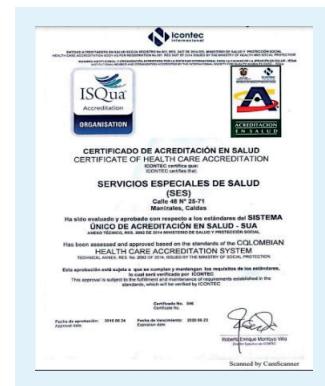 icontec
internacional
ISQua
Accreditation
ORGANISATION
ACREDITACIÓN
EN SALUD
CERTIFICADO DE ACREDITACIÓN EN SALUD
CERTIFICATE OF HEALTH CARE ACCREDITATION
ICONTEC certifica que:
ICONTEC certifies that:
SERVICIOS ESPECIALES DE SALUD
(SES)
Calle 48 N° 25-71
Manizales, Caldas
Ha sido evaluado y aprobado con respecto a los estándares del SISTEMA
ÚNICO DE ACREDITACIÓN EN SALUD - SUA
Has been assessed and approved based on the standards of the COLOMBIAN
HEALTH CARE ACCREDITATION SYSTEM
Esta aprobación está sujeta a que se cumplan y mantengan los requisitos de los estándares,
lo cual será verificado por ICONTEC
This approval is subject to the fulfilment and maintenance of requirements established in the
standards, which will be verified by ICONTEC
Certificado No.
Certificate No.
Fecha de aprobación:
Approval date
Fecha de Vencimiento:
Expiration date
Roberto Enrique Montoya Villa
Scanned by CamScanner